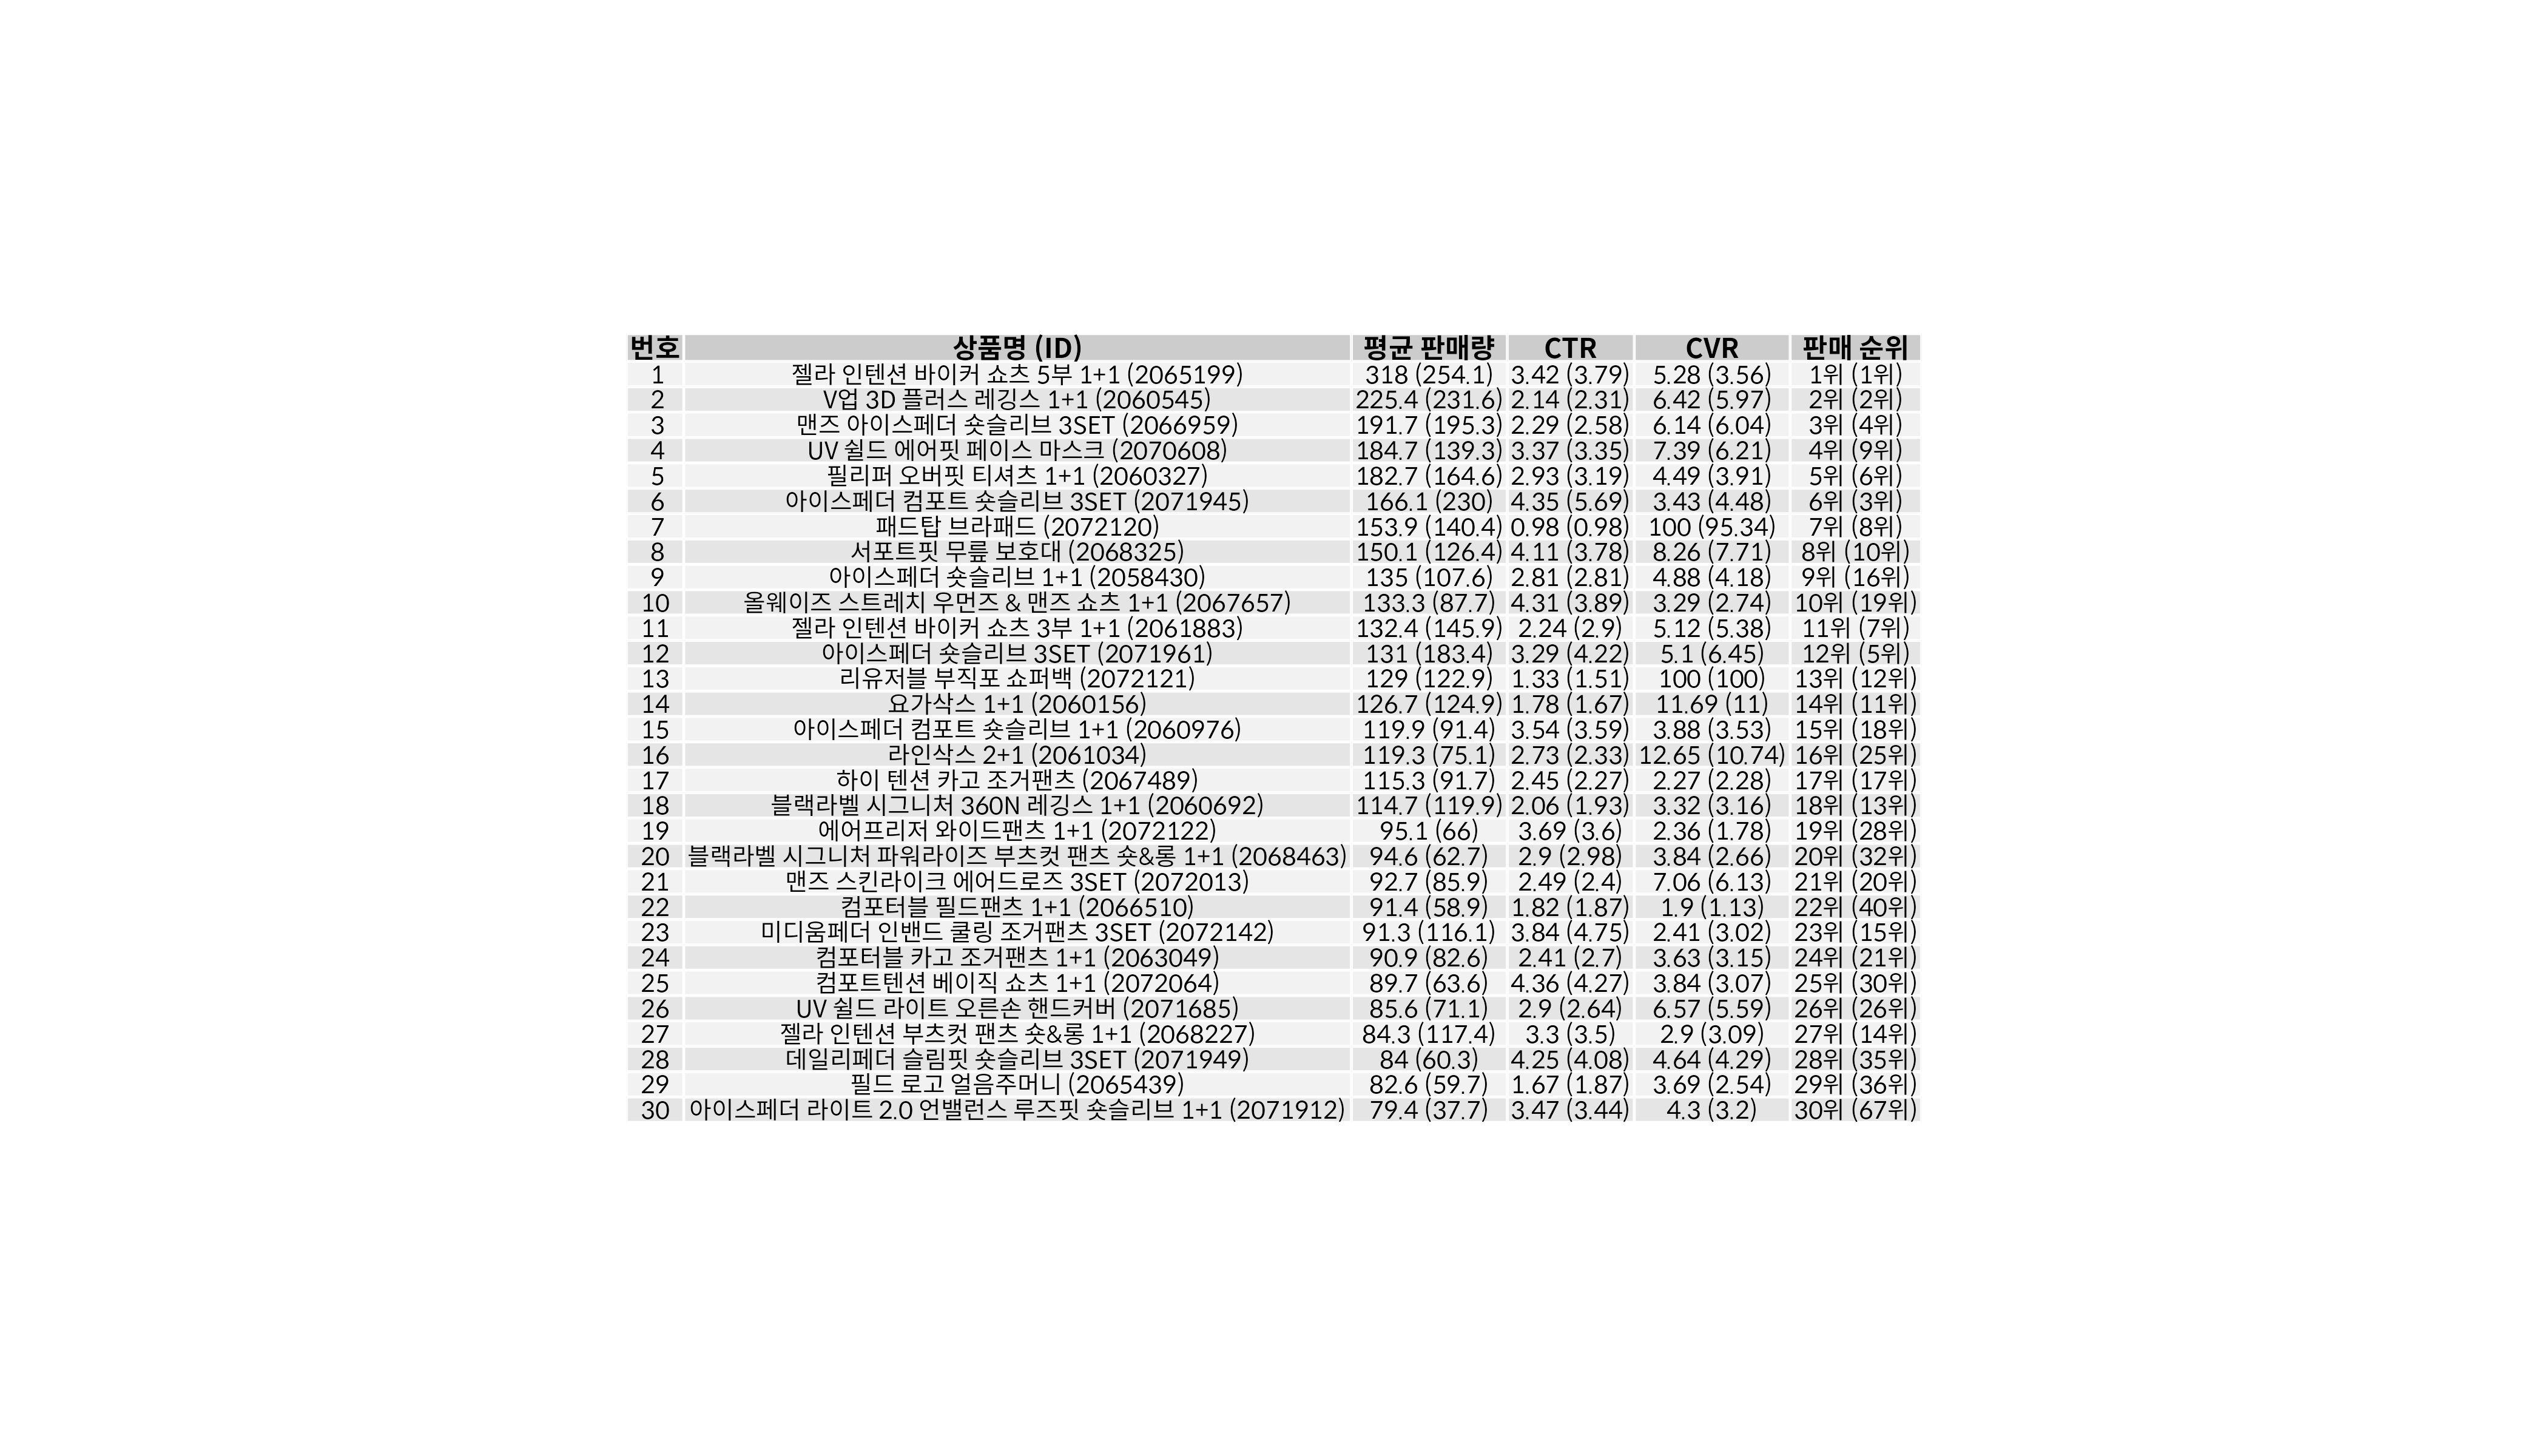 번호 상품명 (ID) 평균 판매량 CTR CVR 판매 순위
1 젤라 인텐션 바이커 쇼츠 5부 1+1 (2065199) 318 (254.1) 3.42 (3.79) 5.28 (3.56) 1위 (1위)
2 V업 3D 플러스 레깅스 1+1 (2060545) 225.4 (231.6) 2.14 (2.31) 6.42 (5.97) 2위 (2위)
3 맨즈 아이스페더 숏슬리브 3SET (2066959) 191.7 (195.3) 2.29 (2.58) 6.14 (6.04) 3위 (4위)
4 UV 쉴드 에어핏 페이스 마스크 (2070608) 184.7 (139.3) 3.37 (3.35) 7.39 (6.21) 4위 (9위)
5 필리퍼 오버핏 티셔츠 1+1 (2060327) 182.7 (164.6) 2.93 (3.19) 4.49 (3.91) 5위 (6위)
6 아이스페더 컴포트 숏슬리브 3SET (2071945) 166.1 (230) 4.35 (5.69) 3.43 (4.48) 6위 (3위)
7 패드탑 브라패드 (2072120) 153.9 (140.4) 0.98 (0.98) 100 (95.34) 7위 (8위)
8 서포트핏 무릎 보호대 (2068325) 150.1 (126.4) 4.11 (3.78) 8.26 (7.71) 8위 (10위)
9 아이스페더 숏슬리브 1+1 (2058430) 135 (107.6) 2.81 (2.81) 4.88 (4.18) 9위 (16위)
10 올웨이즈 스트레치 우먼즈 & 맨즈 쇼츠 1+1 (2067657) 133.3 (87.7) 4.31 (3.89) 3.29 (2.74) 10위 (19위)
11 젤라 인텐션 바이커 쇼츠 3부 1+1 (2061883) 132.4 (145.9) 2.24 (2.9) 5.12 (5.38) 11위 (7위)
12 아이스페더 숏슬리브 3SET (2071961) 131 (183.4) 3.29 (4.22) 5.1 (6.45) 12위 (5위)
13 리유저블 부직포 쇼퍼백 (2072121) 129 (122.9) 1.33 (1.51) 100 (100) 13위 (12위)
14 요가삭스 1+1 (2060156) 126.7 (124.9) 1.78 (1.67) 11.69 (11) 14위 (11위)
15 아이스페더 컴포트 숏슬리브 1+1 (2060976) 119.9 (91.4) 3.54 (3.59) 3.88 (3.53) 15위 (18위)
16 라인삭스 2+1 (2061034) 119.3 (75.1) 2.73 (2.33) 12.65 (10.74) 16위 (25위)
17 하이 텐션 카고 조거팬츠 (2067489) 115.3 (91.7) 2.45 (2.27) 2.27 (2.28) 17위 (17위)
18 블랙라벨 시그니처 360N 레깅스 1+1 (2060692) 114.7 (119.9) 2.06 (1.93) 3.32 (3.16) 18위 (13위)
19 에어프리저 와이드팬츠 1+1 (2072122) 95.1 (66) 3.69 (3.6) 2.36 (1.78) 19위 (28위)
20 블랙라벨 시그니처 파워라이즈 부츠컷 팬츠 숏&롱 1+1 (2068463) 94.6 (62.7) 2.9 (2.98) 3.84 (2.66) 20위 (32위)
21 맨즈 스킨라이크 에어드로즈 3SET (2072013) 92.7 (85.9) 2.49 (2.4) 7.06 (6.13) 21위 (20위)
22 컴포터블 필드팬츠 1+1 (2066510) 91.4 (58.9) 1.82 (1.87) 1.9 (1.13) 22위 (40위)
23 미디움페더 인밴드 쿨링 조거팬츠 3SET (2072142) 91.3 (116.1) 3.84 (4.75) 2.41 (3.02) 23위 (15위)
24 컴포터블 카고 조거팬츠 1+1 (2063049) 90.9 (82.6) 2.41 (2.7) 3.63 (3.15) 24위 (21위)
25 컴포트텐션 베이직 쇼츠 1+1 (2072064) 89.7 (63.6) 4.36 (4.27) 3.84 (3.07) 25위 (30위)
26 UV 쉴드 라이트 오른손 핸드커버 (2071685) 85.6 (71.1) 2.9 (2.64) 6.57 (5.59) 26위 (26위)
27 젤라 인텐션 부츠컷 팬츠 숏&롱 1+1 (2068227) 84.3 (117.4) 3.3 (3.5) 2.9 (3.09) 27위 (14위)
28 데일리페더 슬림핏 숏슬리브 3SET (2071949) 84 (60.3) 4.25 (4.08) 4.64 (4.29) 28위 (35위)
29 필드 로고 얼음주머니 (2065439) 82.6 (59.7) 1.67 (1.87) 3.69 (2.54) 29위 (36위)
30 아이스페더 라이트 2.0 언밸런스 루즈핏 숏슬리브 1+1 (2071912) 79.4 (37.7) 3.47 (3.44) 4.3 (3.2) 30위 (67위)